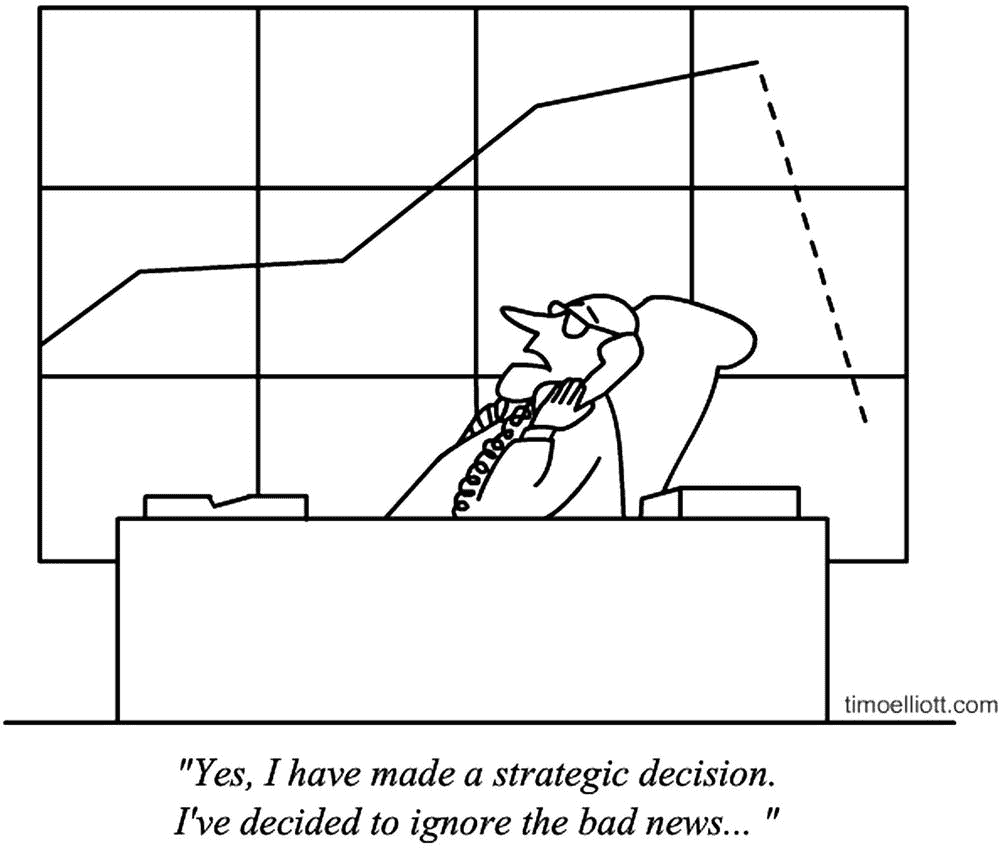 timoelliott.com
"Yes, I have made a strategic decision.
I've decided to ignore the bad news... "